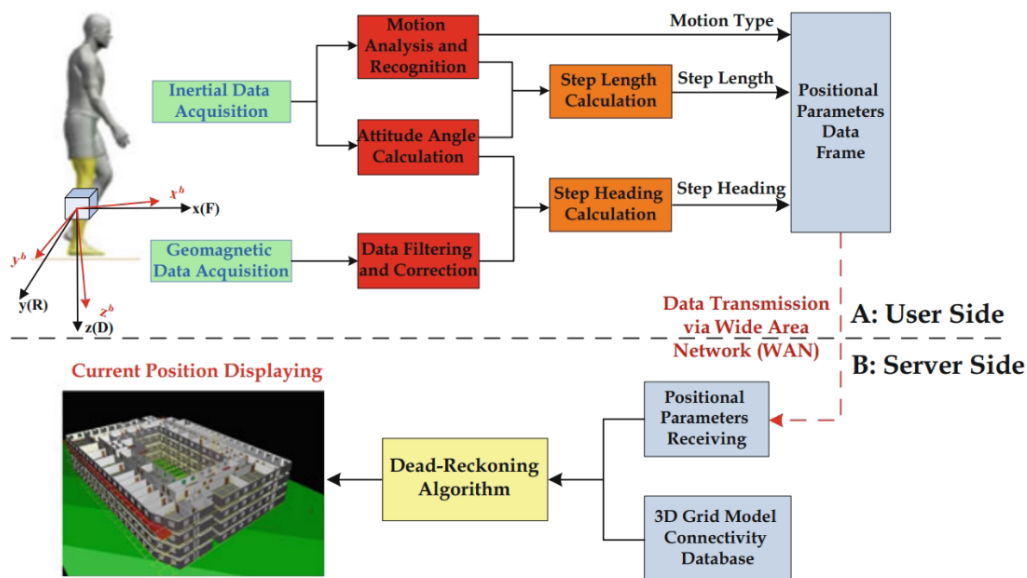 Motion
Analysis and
Recognition
Motion Type
Inertial Data
Acquisition
Step Length
Calculation
Step Length
Positional
Parameters
Data
Frame
Attitude Angle
Calculation
x^b
x(F)
Step Heading
Calculation
Step Heading
Geomagnetic
Data Acquisition
Data Filtering
and Correction
y^b
y(R)
z^b
z(D)
Data Transmission
via Wide Area
Network (WAN)
A: User Side
B: Server Side
Current Position Displaying
Positional
Parameters
Receiving
Dead-Reckoning
Algorithm
3D Grid Model
Connectivity
Database